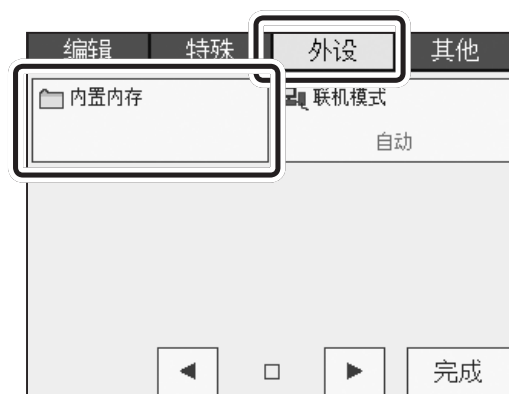 编辑 特殊 外设 其他
内置内存 联机模式
自动
完成